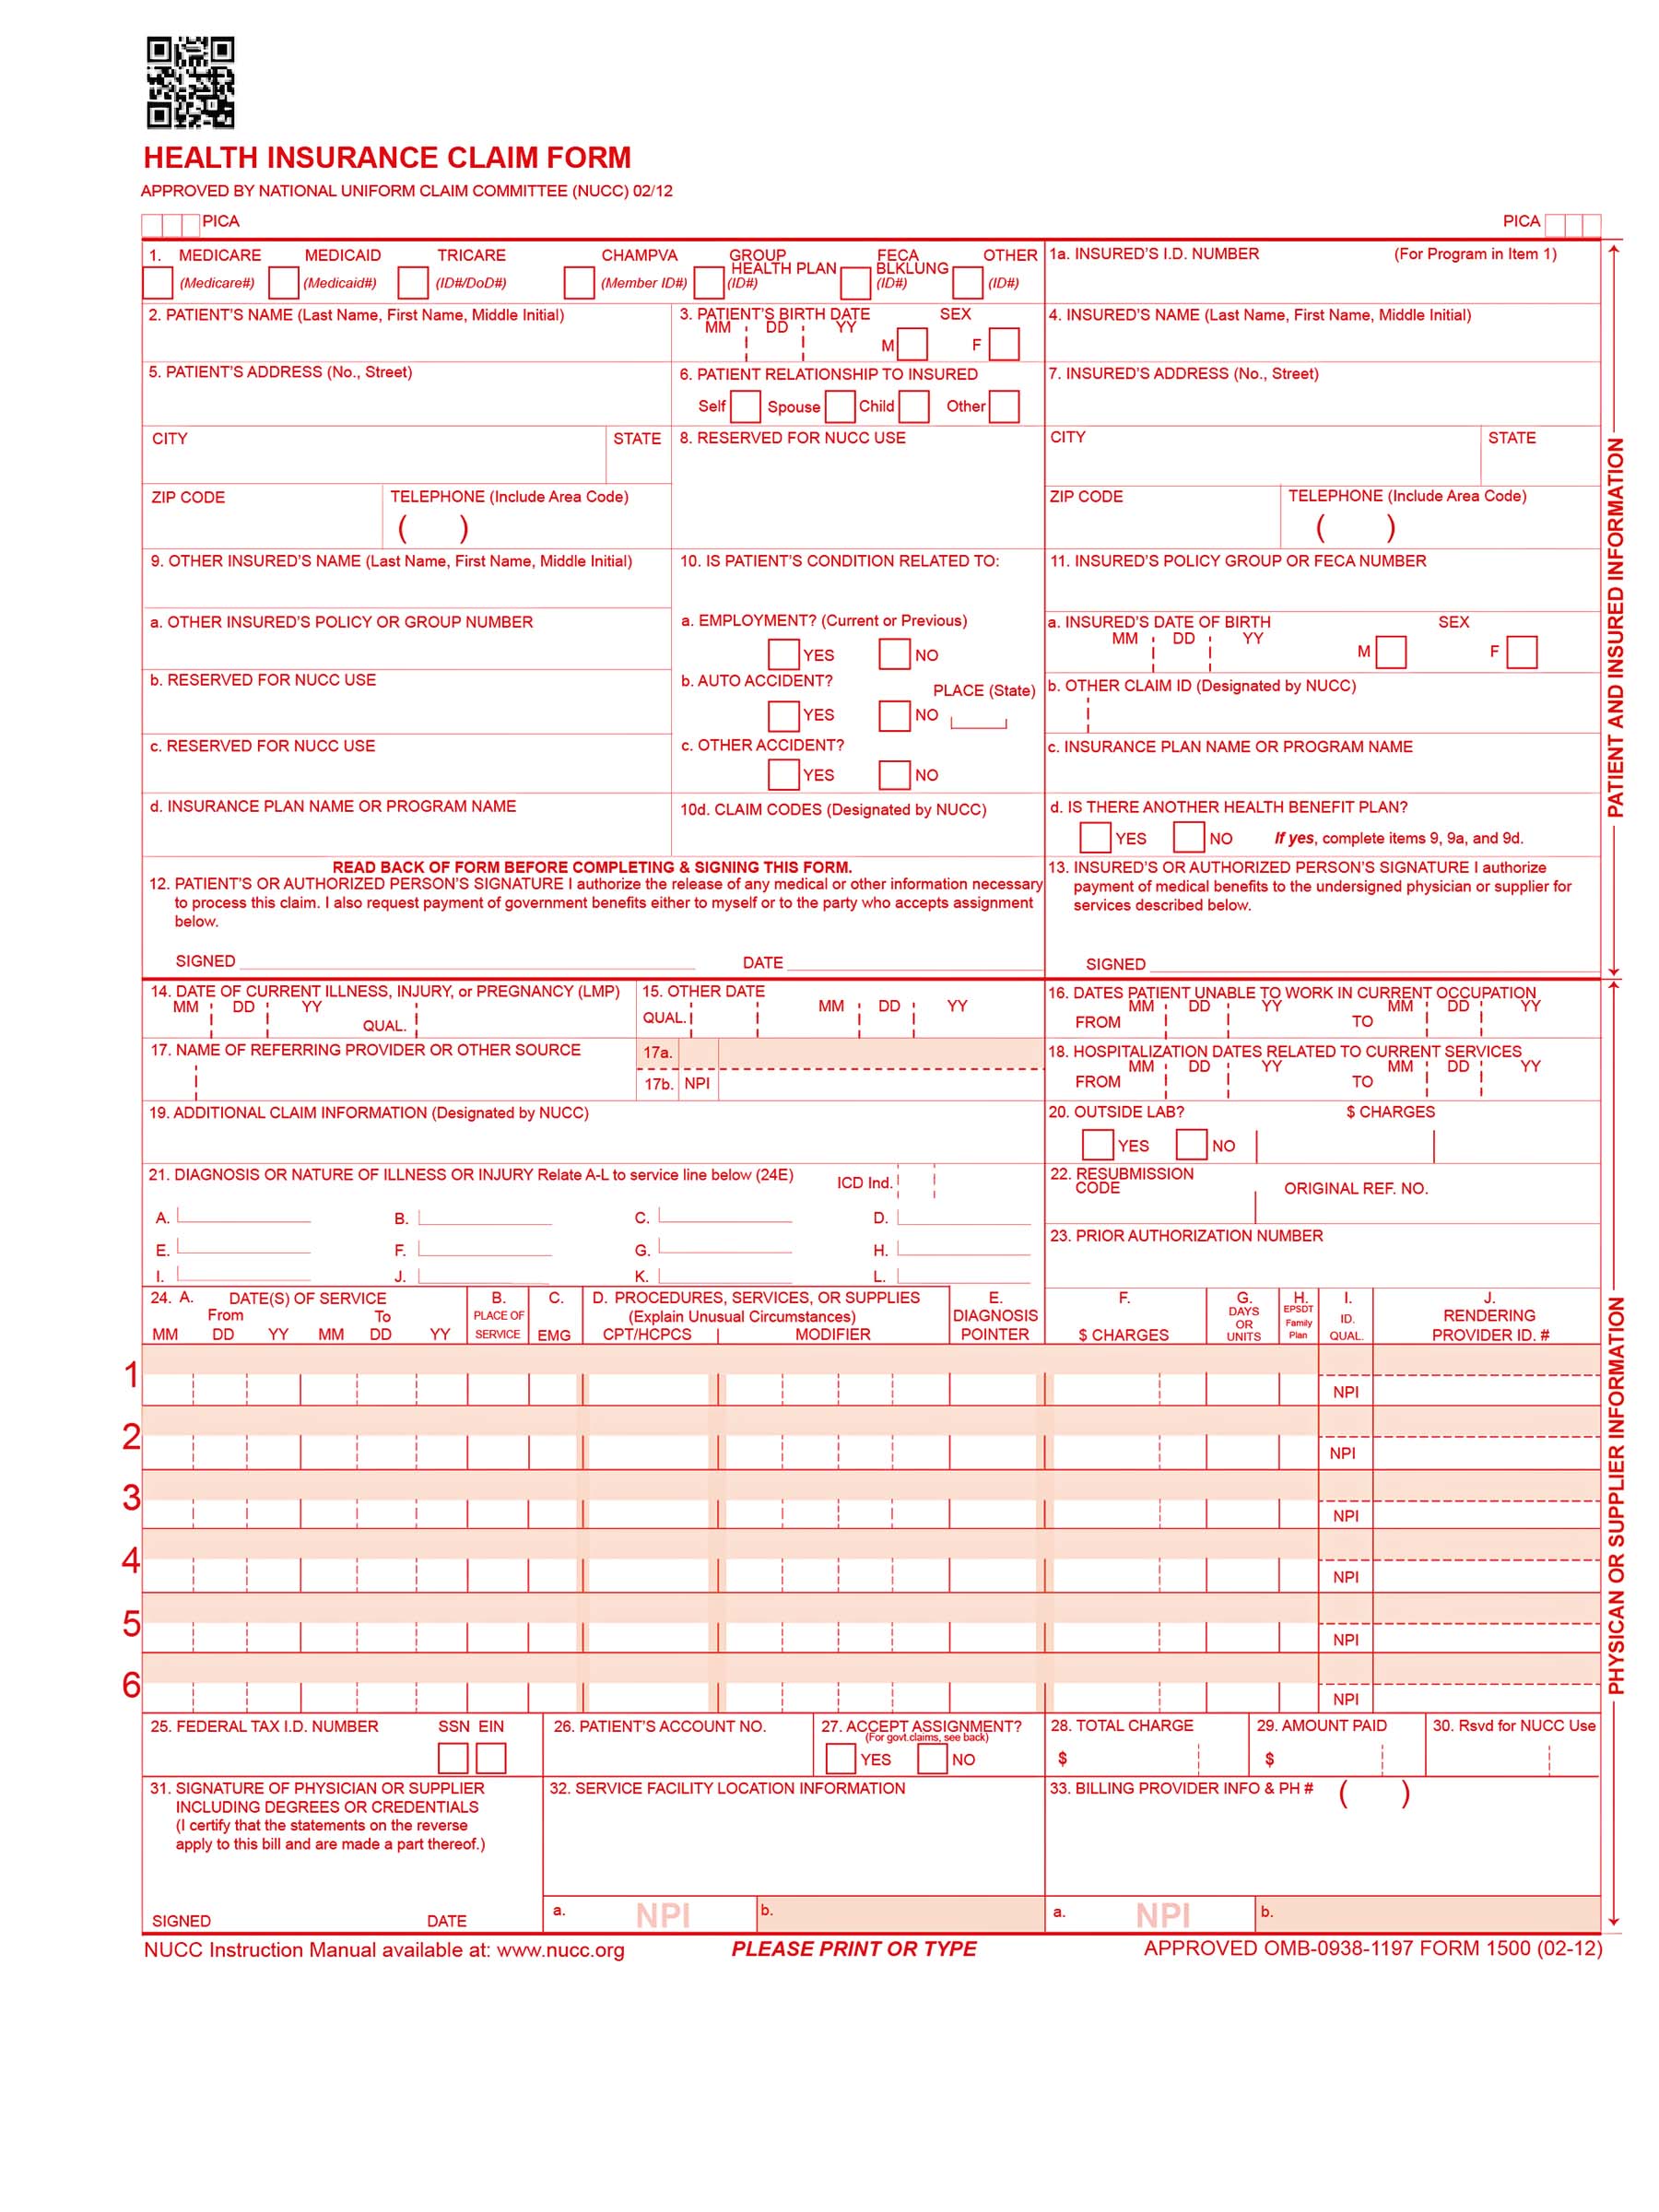 HEALTH INSURANCE CLAIM FORM
APPROVED BY NATIONAL UNIFORM CLAIM COMMITTEE (NUCC) 02/12
PICA
PICA
1. MEDICARE MEDICAID TRICARE CHAMPVA GROUP HEALTH PLAN FECA BLKLUNG OTHER
(Medicare#) (Medicaid#) (ID#/DoD#) (Member ID#) (ID#) (ID#) (ID#)
1a. INSURED'S I.D. NUMBER (For Program in Item 1)
2. PATIENT'S NAME (Last Name, First Name, Middle Initial)
3. PATIENT'S BIRTH DATE SEX
MM DD YY M F
4. INSURED'S NAME (Last Name, First Name, Middle Initial)
5. PATIENT'S ADDRESS (No., Street)
6. PATIENT RELATIONSHIP TO INSURED
Self Spouse Child Other
7. INSURED'S ADDRESS (No., Street)
CITY STATE
8. RESERVED FOR NUCC USE
CITY STATE
ZIP CODE TELEPHONE (Include Area Code)
( )
ZIP CODE TELEPHONE (Include Area Code)
( )
9. OTHER INSURED'S NAME (Last Name, First Name, Middle Initial)
10. IS PATIENT'S CONDITION RELATED TO:
11. INSURED'S POLICY GROUP OR FECA NUMBER
a. OTHER INSURED'S POLICY OR GROUP NUMBER
a. EMPLOYMENT? (Current or Previous)
YES NO
a. INSURED'S DATE OF BIRTH SEX
MM DD YY M F
b. RESERVED FOR NUCC USE
b. AUTO ACCIDENT? PLACE (State)
YES NO
b. OTHER CLAIM ID (Designated by NUCC)
c. RESERVED FOR NUCC USE
c. OTHER ACCIDENT?
YES NO
c. INSURANCE PLAN NAME OR PROGRAM NAME
d. INSURANCE PLAN NAME OR PROGRAM NAME
10d. CLAIM CODES (Designated by NUCC)
d. IS THERE ANOTHER HEALTH BENEFIT PLAN?
YES NO If yes, complete items 9, 9a, and 9d.
READ BACK OF FORM BEFORE COMPLETING & SIGNING THIS FORM.
12. PATIENT'S OR AUTHORIZED PERSON'S SIGNATURE I authorize the release of any medical or other information necessary
to process this claim. I also request payment of government benefits either to myself or to the party who accepts assignment
below.
SIGNED DATE
13. INSURED'S OR AUTHORIZED PERSON'S SIGNATURE I authorize
payment of medical benefits to the undersigned physician or supplier for
services described below.
SIGNED
PATIENT AND INSURED INFORMATION
14. DATE OF CURRENT ILLNESS, INJURY, or PREGNANCY (LMP)
MM DD YY QUAL.
15. OTHER DATE
QUAL. MM DD YY
16. DATES PATIENT UNABLE TO WORK IN CURRENT OCCUPATION
MM DD YY MM DD YY
FROM TO
17. NAME OF REFERRING PROVIDER OR OTHER SOURCE
17a.
17b. NPI
18. HOSPITALIZATION DATES RELATED TO CURRENT SERVICES
MM DD YY MM DD YY
FROM TO
19. ADDITIONAL CLAIM INFORMATION (Designated by NUCC)
20. OUTSIDE LAB? $ CHARGES
YES NO
21. DIAGNOSIS OR NATURE OF ILLNESS OR INJURY Relate A-L to service line below (24E) ICD Ind.
A. B. C. D.
E. F. G. H.
I. J. K. L.
22. RESUBMISSION
CODE ORIGINAL REF. NO.
23. PRIOR AUTHORIZATION NUMBER
24. A. DATE(S) OF SERVICE
From To
MM DD YY MM DD YY
B.
PLACE OF
SERVICE
C.
EMG
D. PROCEDURES, SERVICES, OR SUPPLIES
(Explain Unusual Circumstances)
CPT/HCPCS MODIFIER
E.
DIAGNOSIS
POINTER
F.
$ CHARGES
G.
DAYS
OR
UNITS
H.
EPSDT
Family
Plan
I.
ID.
QUAL.
J.
RENDERING
PROVIDER ID. #
1
NPI
2
NPI
3
NPI
4
NPI
5
NPI
6
NPI
25. FEDERAL TAX I.D. NUMBER SSN EIN
26. PATIENT'S ACCOUNT NO.
27. ACCEPT ASSIGNMENT?
(For govt.claims, see back)
YES NO
28. TOTAL CHARGE
$
29. AMOUNT PAID
$
30. Rsvd for NUCC Use
31. SIGNATURE OF PHYSICIAN OR SUPPLIER
INCLUDING DEGREES OR CREDENTIALS
(I certify that the statements on the reverse
apply to this bill and are made a part thereof.)
SIGNED DATE
32. SERVICE FACILITY LOCATION INFORMATION
a. NPI b.
33. BILLING PROVIDER INFO & PH # ( )
a. NPI b.
PHYSICAN OR SUPPLIER INFORMATION
NUCC Instruction Manual available at: www.nucc.org
PLEASE PRINT OR TYPE
APPROVED OMB-0938-1197 FORM 1500 (02-12)